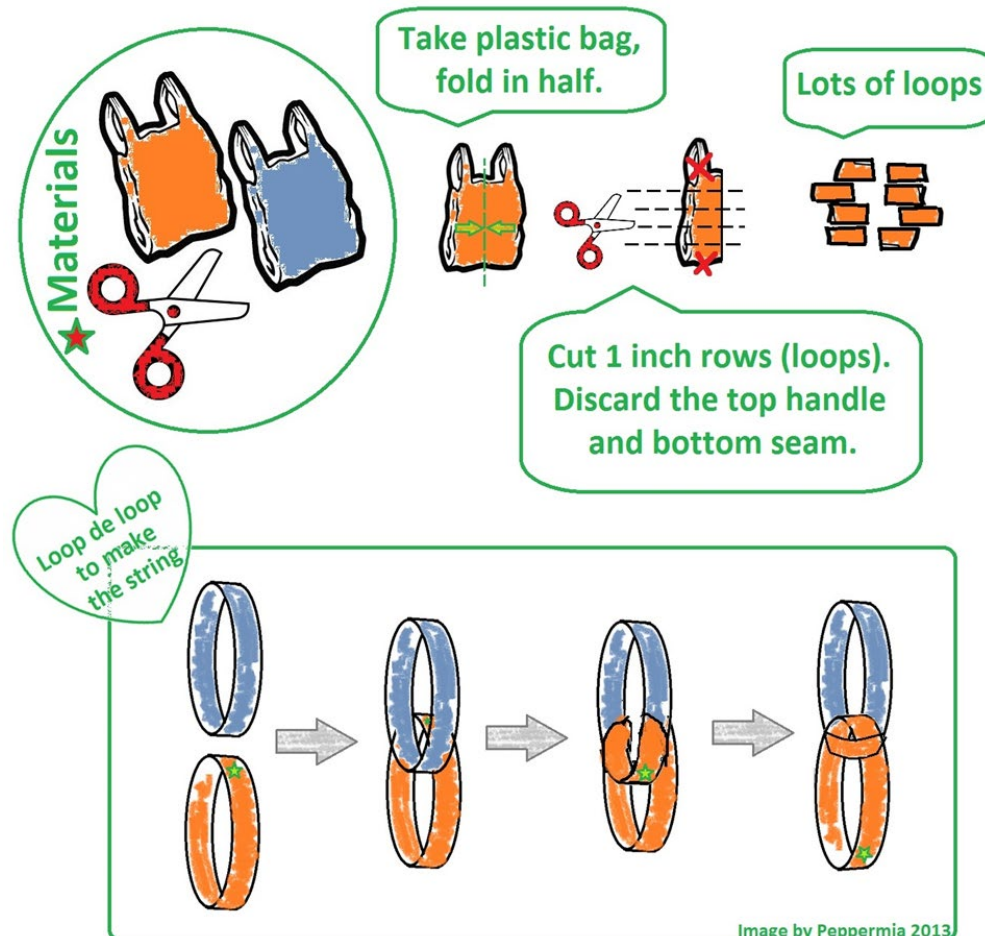 Materials
Take plastic bag,
fold in half.
Lots of loops
Cut 1 inch rows (loops).
Discard the top handle
and bottom seam.
Loop de loop
to make
the string
Image by Peppermia 2013